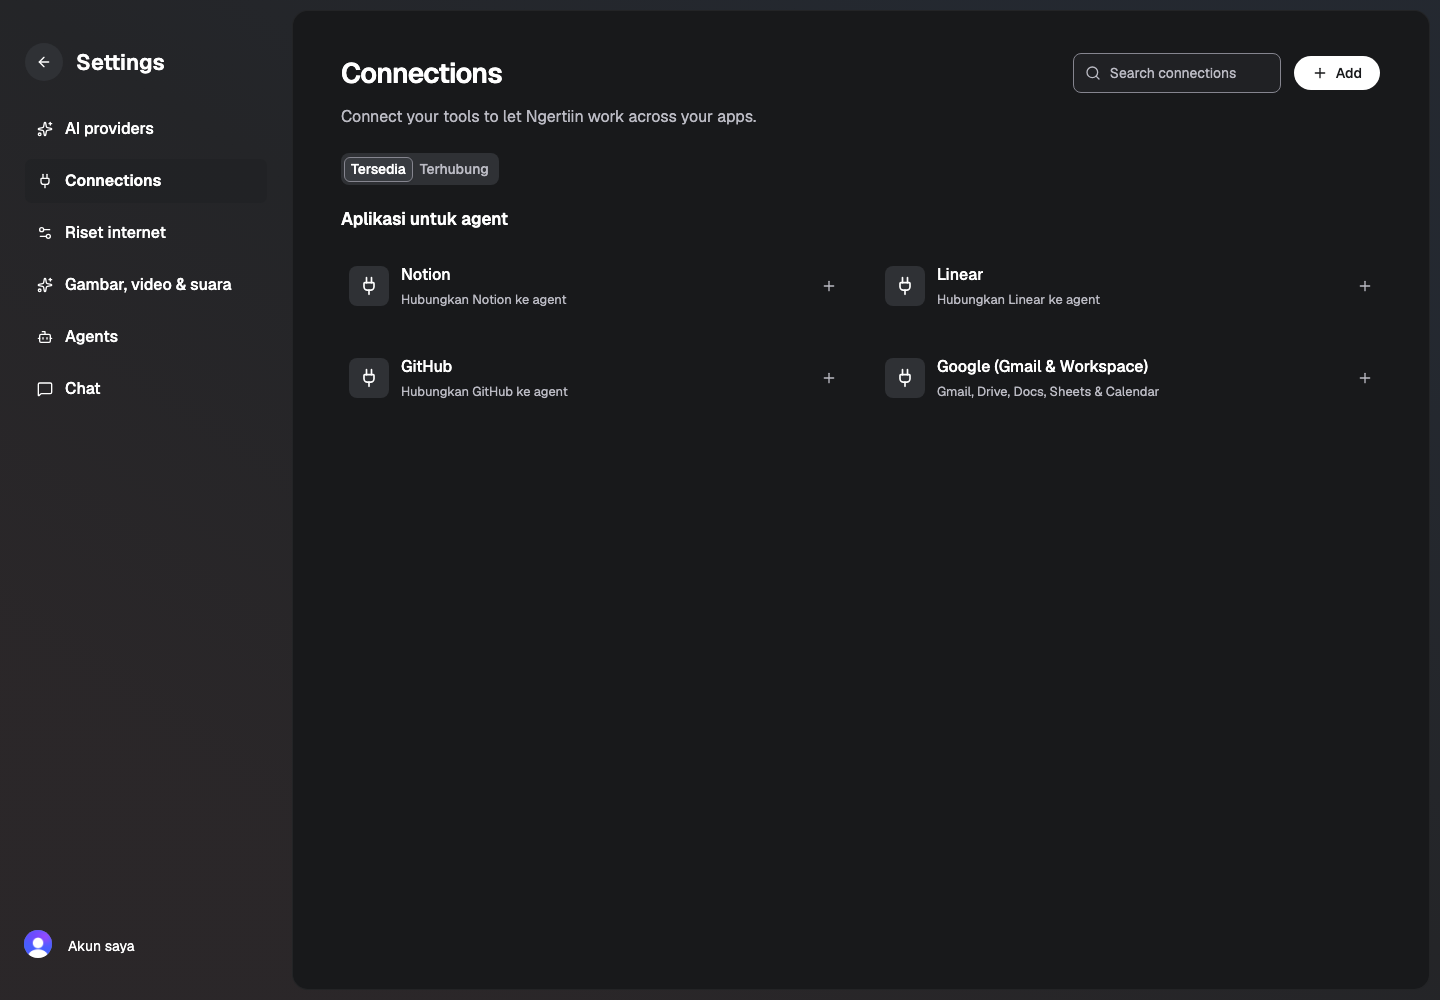 Settings
AI providers
Connections
Riset internet
Gambar, video & suara
Agents
Chat
Akun saya
Connections
Search connections
Add
Connect your tools to let Ngertiin work across your apps.
Tersedia
Terhubung
Aplikasi untuk agent
Notion
Hubungkan Notion ke agent
Linear
Hubungkan Linear ke agent
GitHub
Hubungkan GitHub ke agent
Google (Gmail & Workspace)
Gmail, Drive, Docs, Sheets & Calendar